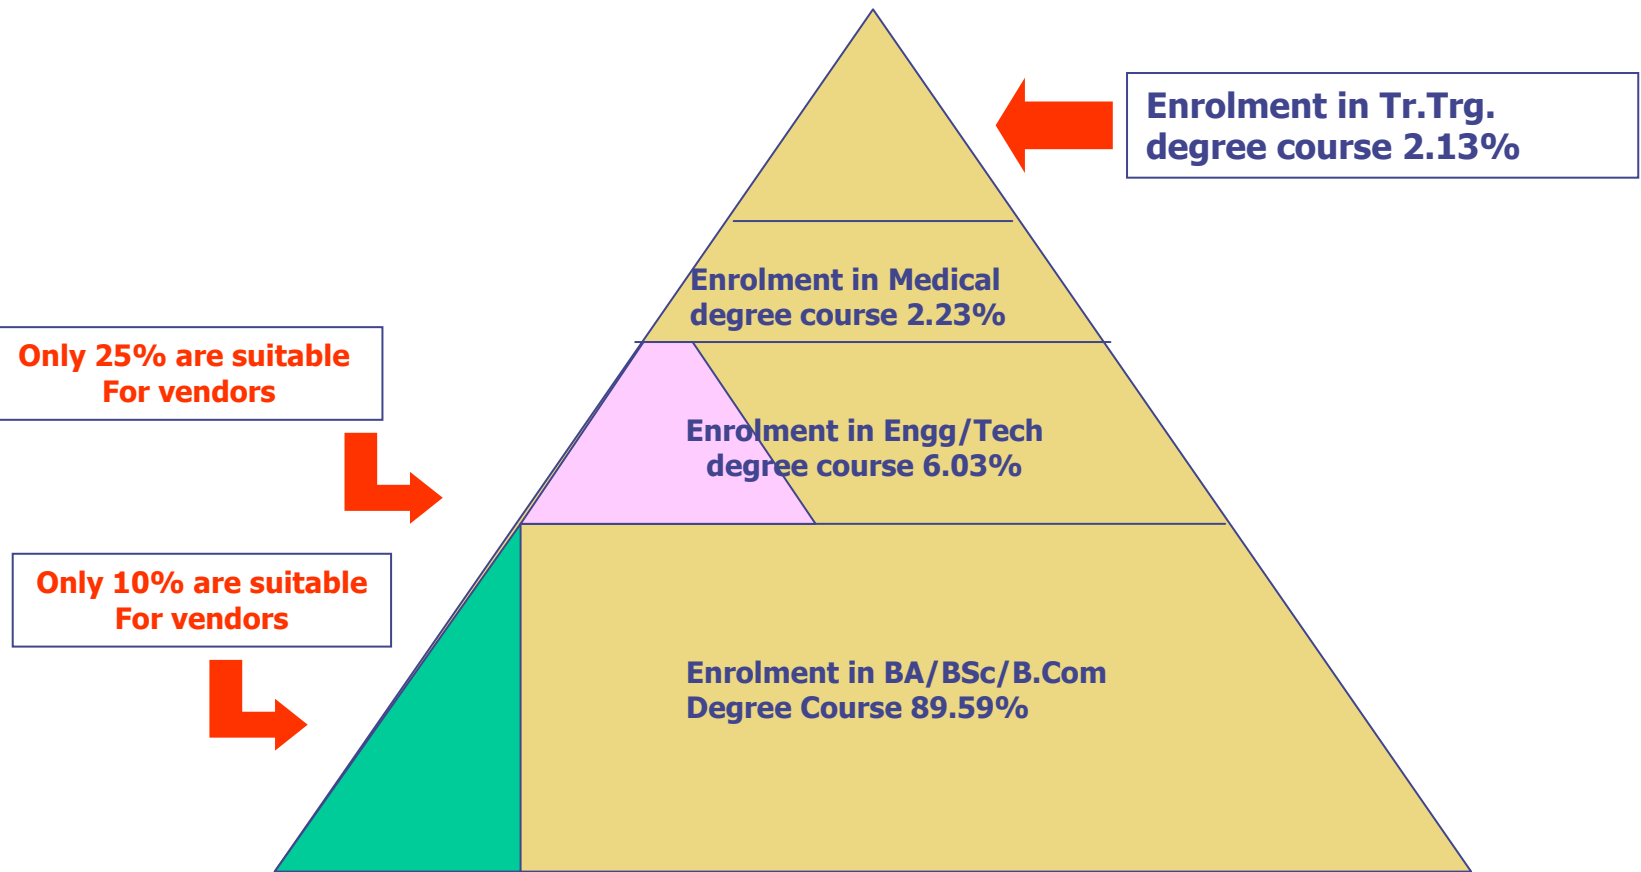 Enrolment in Tr.Trg.
degree course 2.13%
Enrolment in Medical
degree course 2.23%
Only 25% are suitable
For vendors
Enrolment in Engg/Tech
degree course 6.03%
Only 10% are suitable
For vendors
Enrolment in BA/BSc/B.Com
Degree Course 89.59%